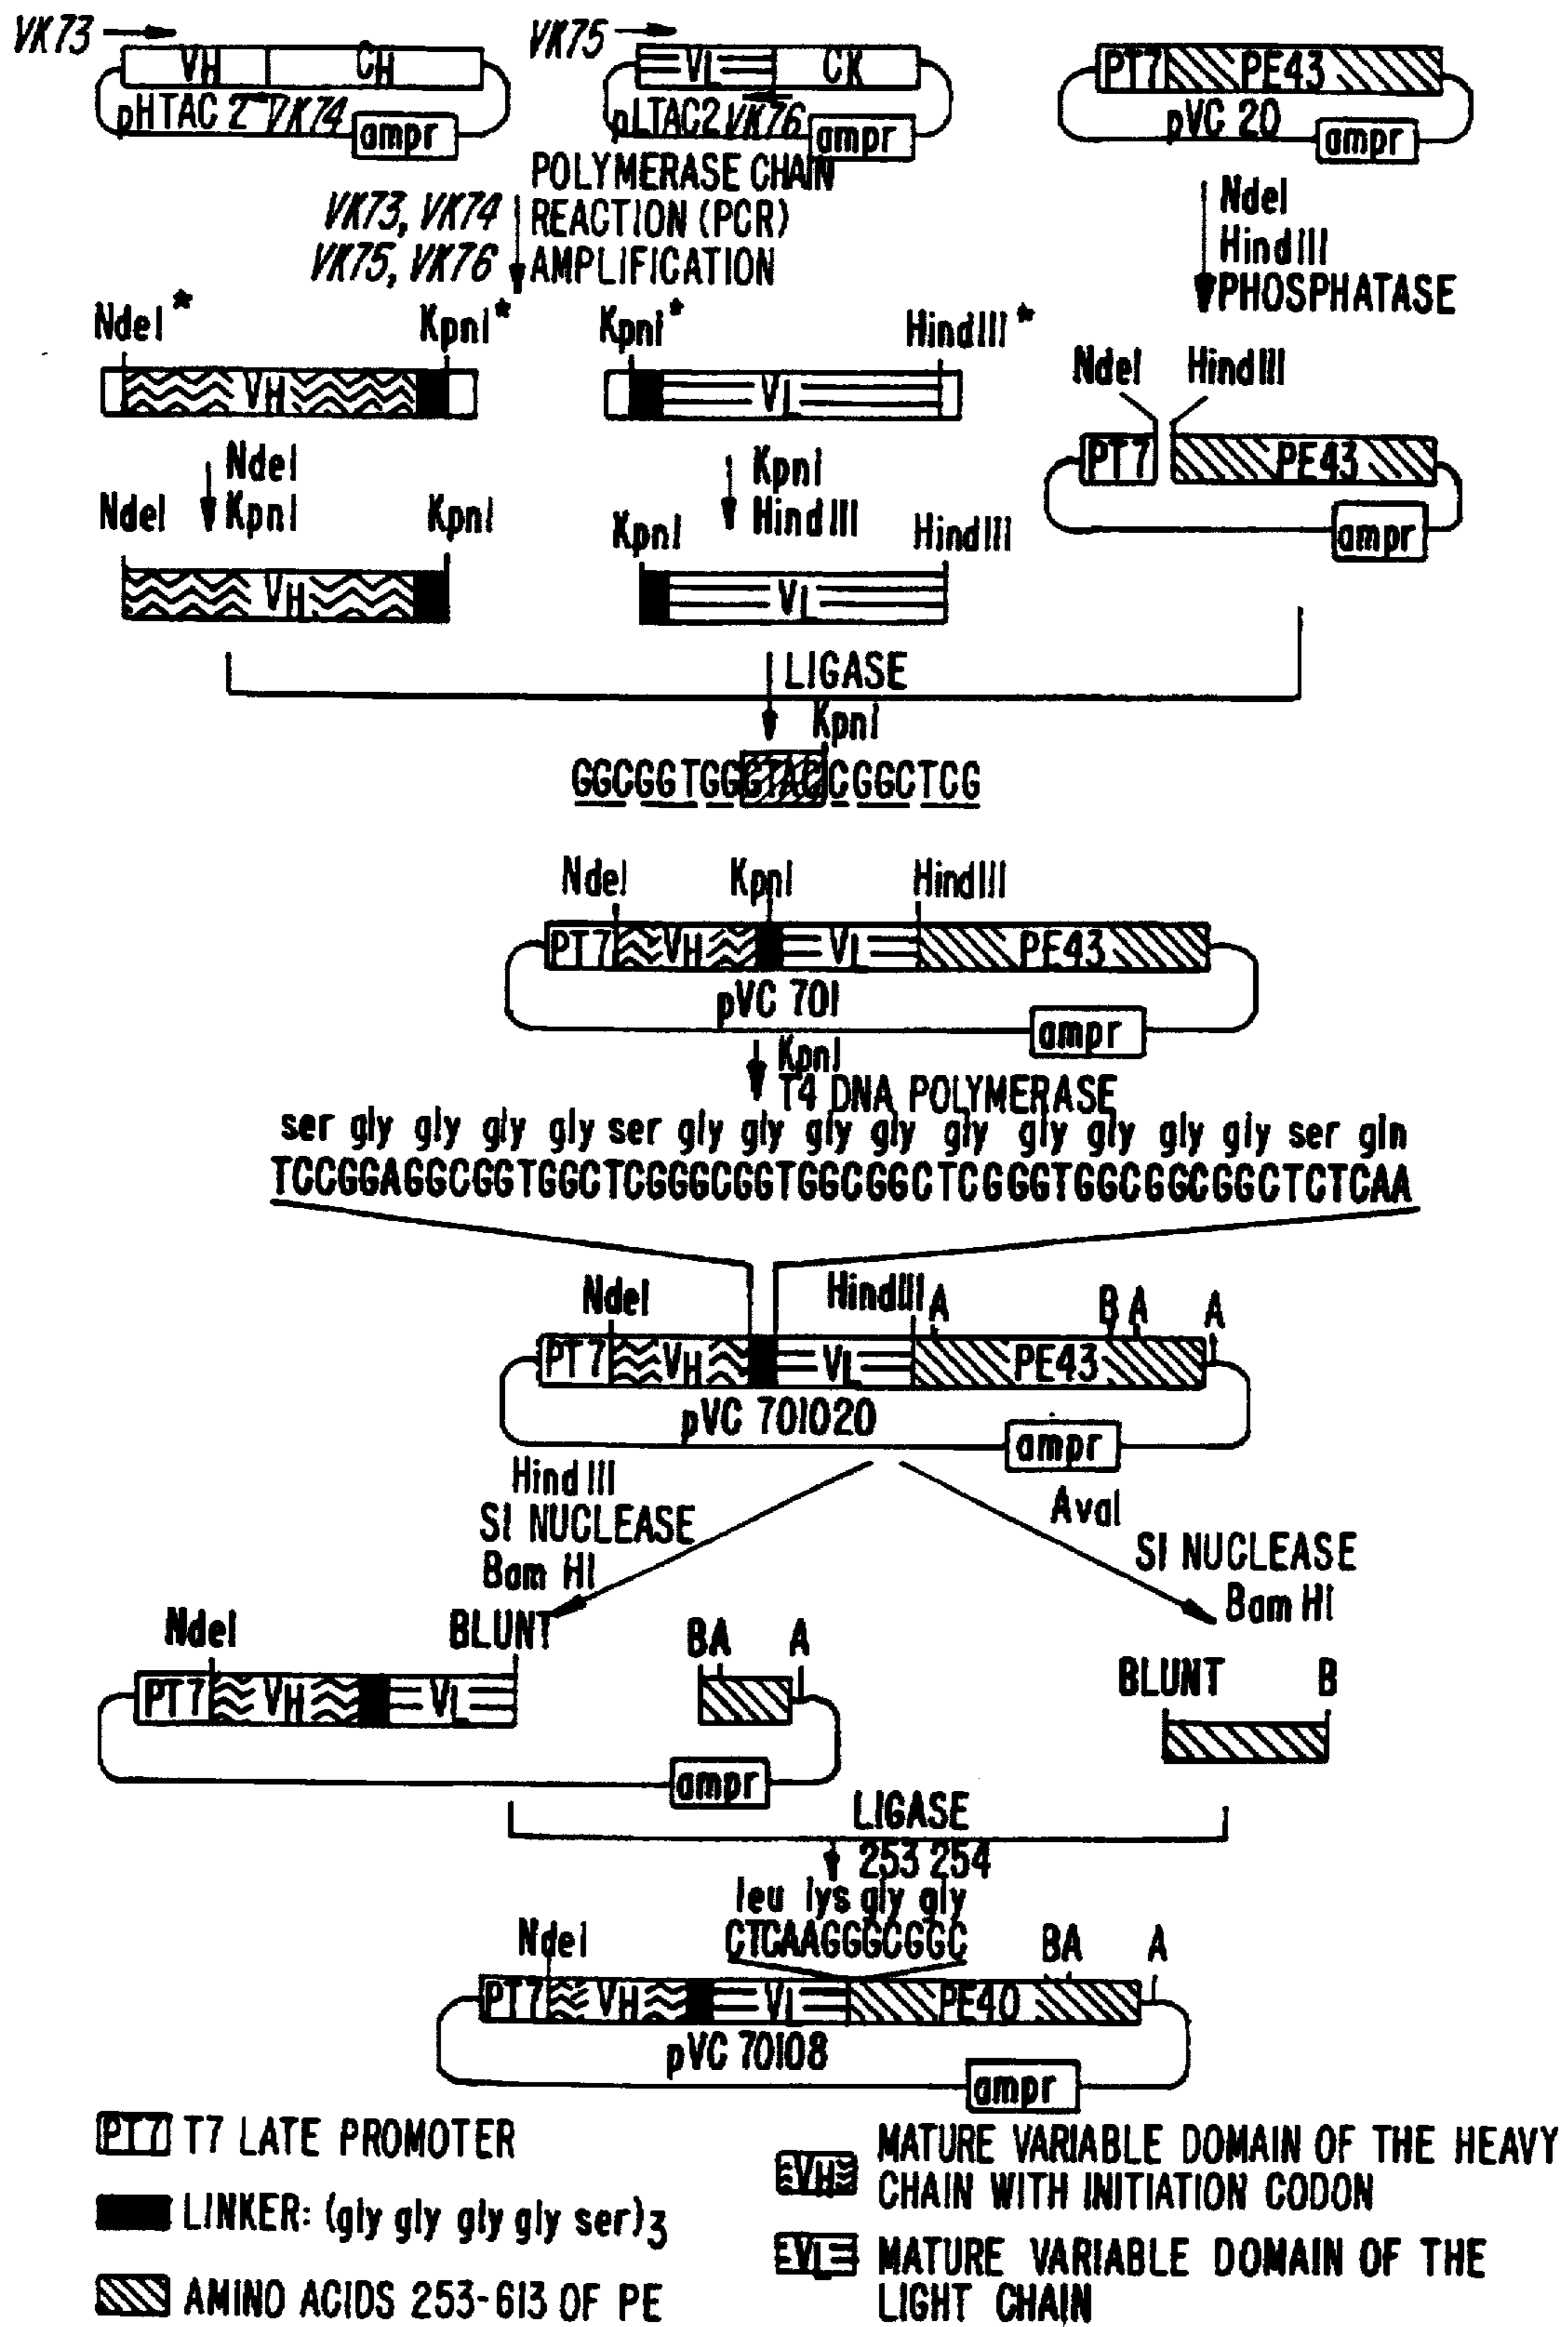 VK73
VH
CH
pHTAC 2
VK74
ampr
VK75
VL
CK
pLTAC2
VK76
ampr
PT7
PE43
pVC 20
ampr
POLYMERASE CHAIN
REACTION (PCR)
AMPLIFICATION
VK73, VK74
VK75, VK76
NdeI
HindIII
PHOSPHATASE
NdeI*
KpnI*
KpnI*
HindIII*
VH
VL
NdeI
HindIII
PT7
PE43
ampr
NdeI
KpnI
KpnI
HindIII
NdeI
KpnI
KpnI
HindIII
VH
VL
LIGASE
KpnI
GGCGGTGGGTACCGGCTCG
NdeI
KpnI
HindIII
PT7
VH
VL
PE43
pVC 701
ampr
KpnI
T4 DNA POLYMERASE
ser gly gly gly gly ser gly gly gly gly gly gly gly gly gly ser gln
TCCGGAGGCGGTGGCTCGGGCGGTGGCGGCTCGGGTGGCGGCGGCTCTCAA
NdeI
HindIII
A
B A
A
PT7
VH
VL
PE43
pVC 701020
ampr
Hind III
SI NUCLEASE
Bam HI
AvaI
SI NUCLEASE
Bam HI
NdeI
BLUNT
BA
A
BLUNT
B
PT7
VH
VL
ampr
LIGASE
253 254
leu lys gly gly
CTCAAGGGCGGC
NdeI
BA
A
PT7
VH
VL
PE40
pVC 70108
ampr
PT7 T7 LATE PROMOTER
LINKER: (gly gly gly gly ser)3
AMINO ACIDS 253-613 OF PE
VH MATURE VARIABLE DOMAIN OF THE HEAVY
CHAIN WITH INITIATION CODON
VL MATURE VARIABLE DOMAIN OF THE
LIGHT CHAIN